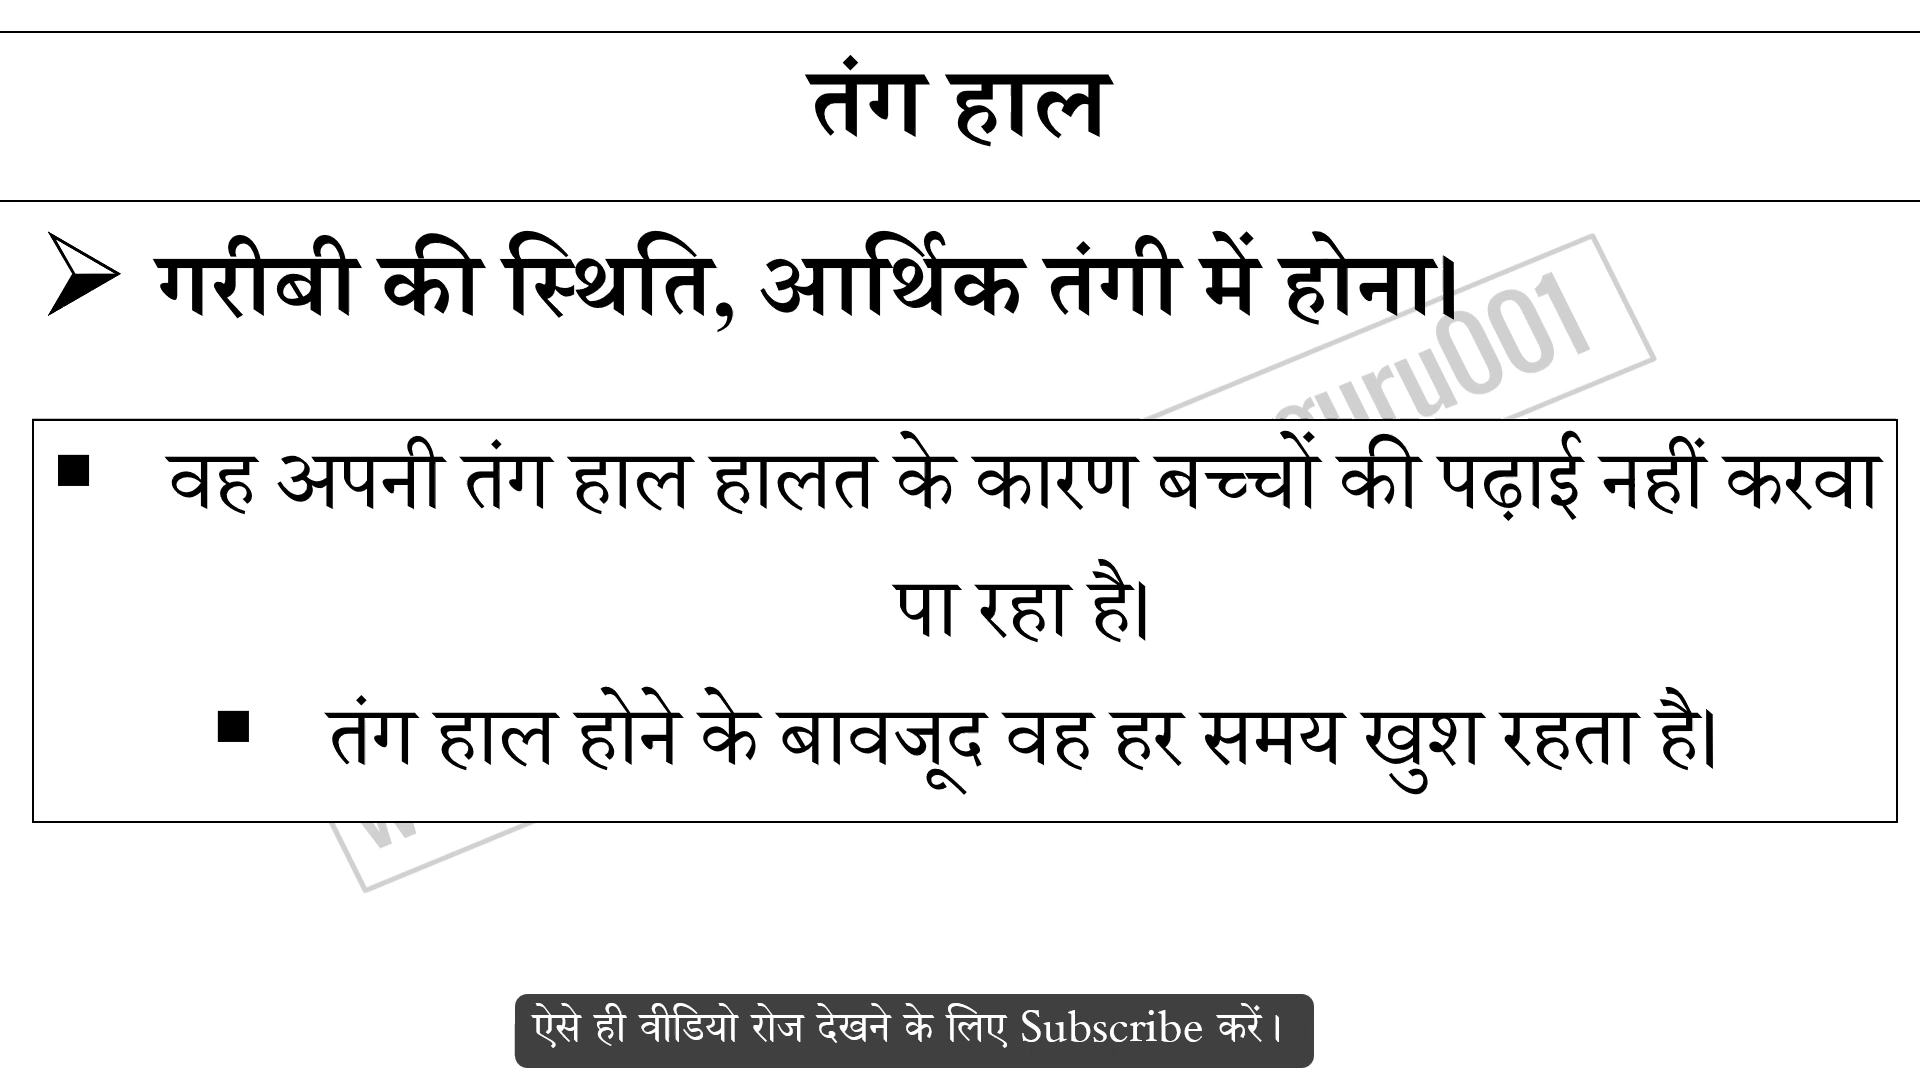 तंग हाल
गरीबी की स्थिति, आर्थिक तंगी में होना।
guru001
वह अपनी तंग हाल हालत के कारण बच्चों की पढ़ाई नहीं करवा
पा रहा है।
तंग हाल होने के बावजूद वह हर समय खुश रहता है।
ऐसे ही वीडियो रोज देखने के लिए Subscribe करें।